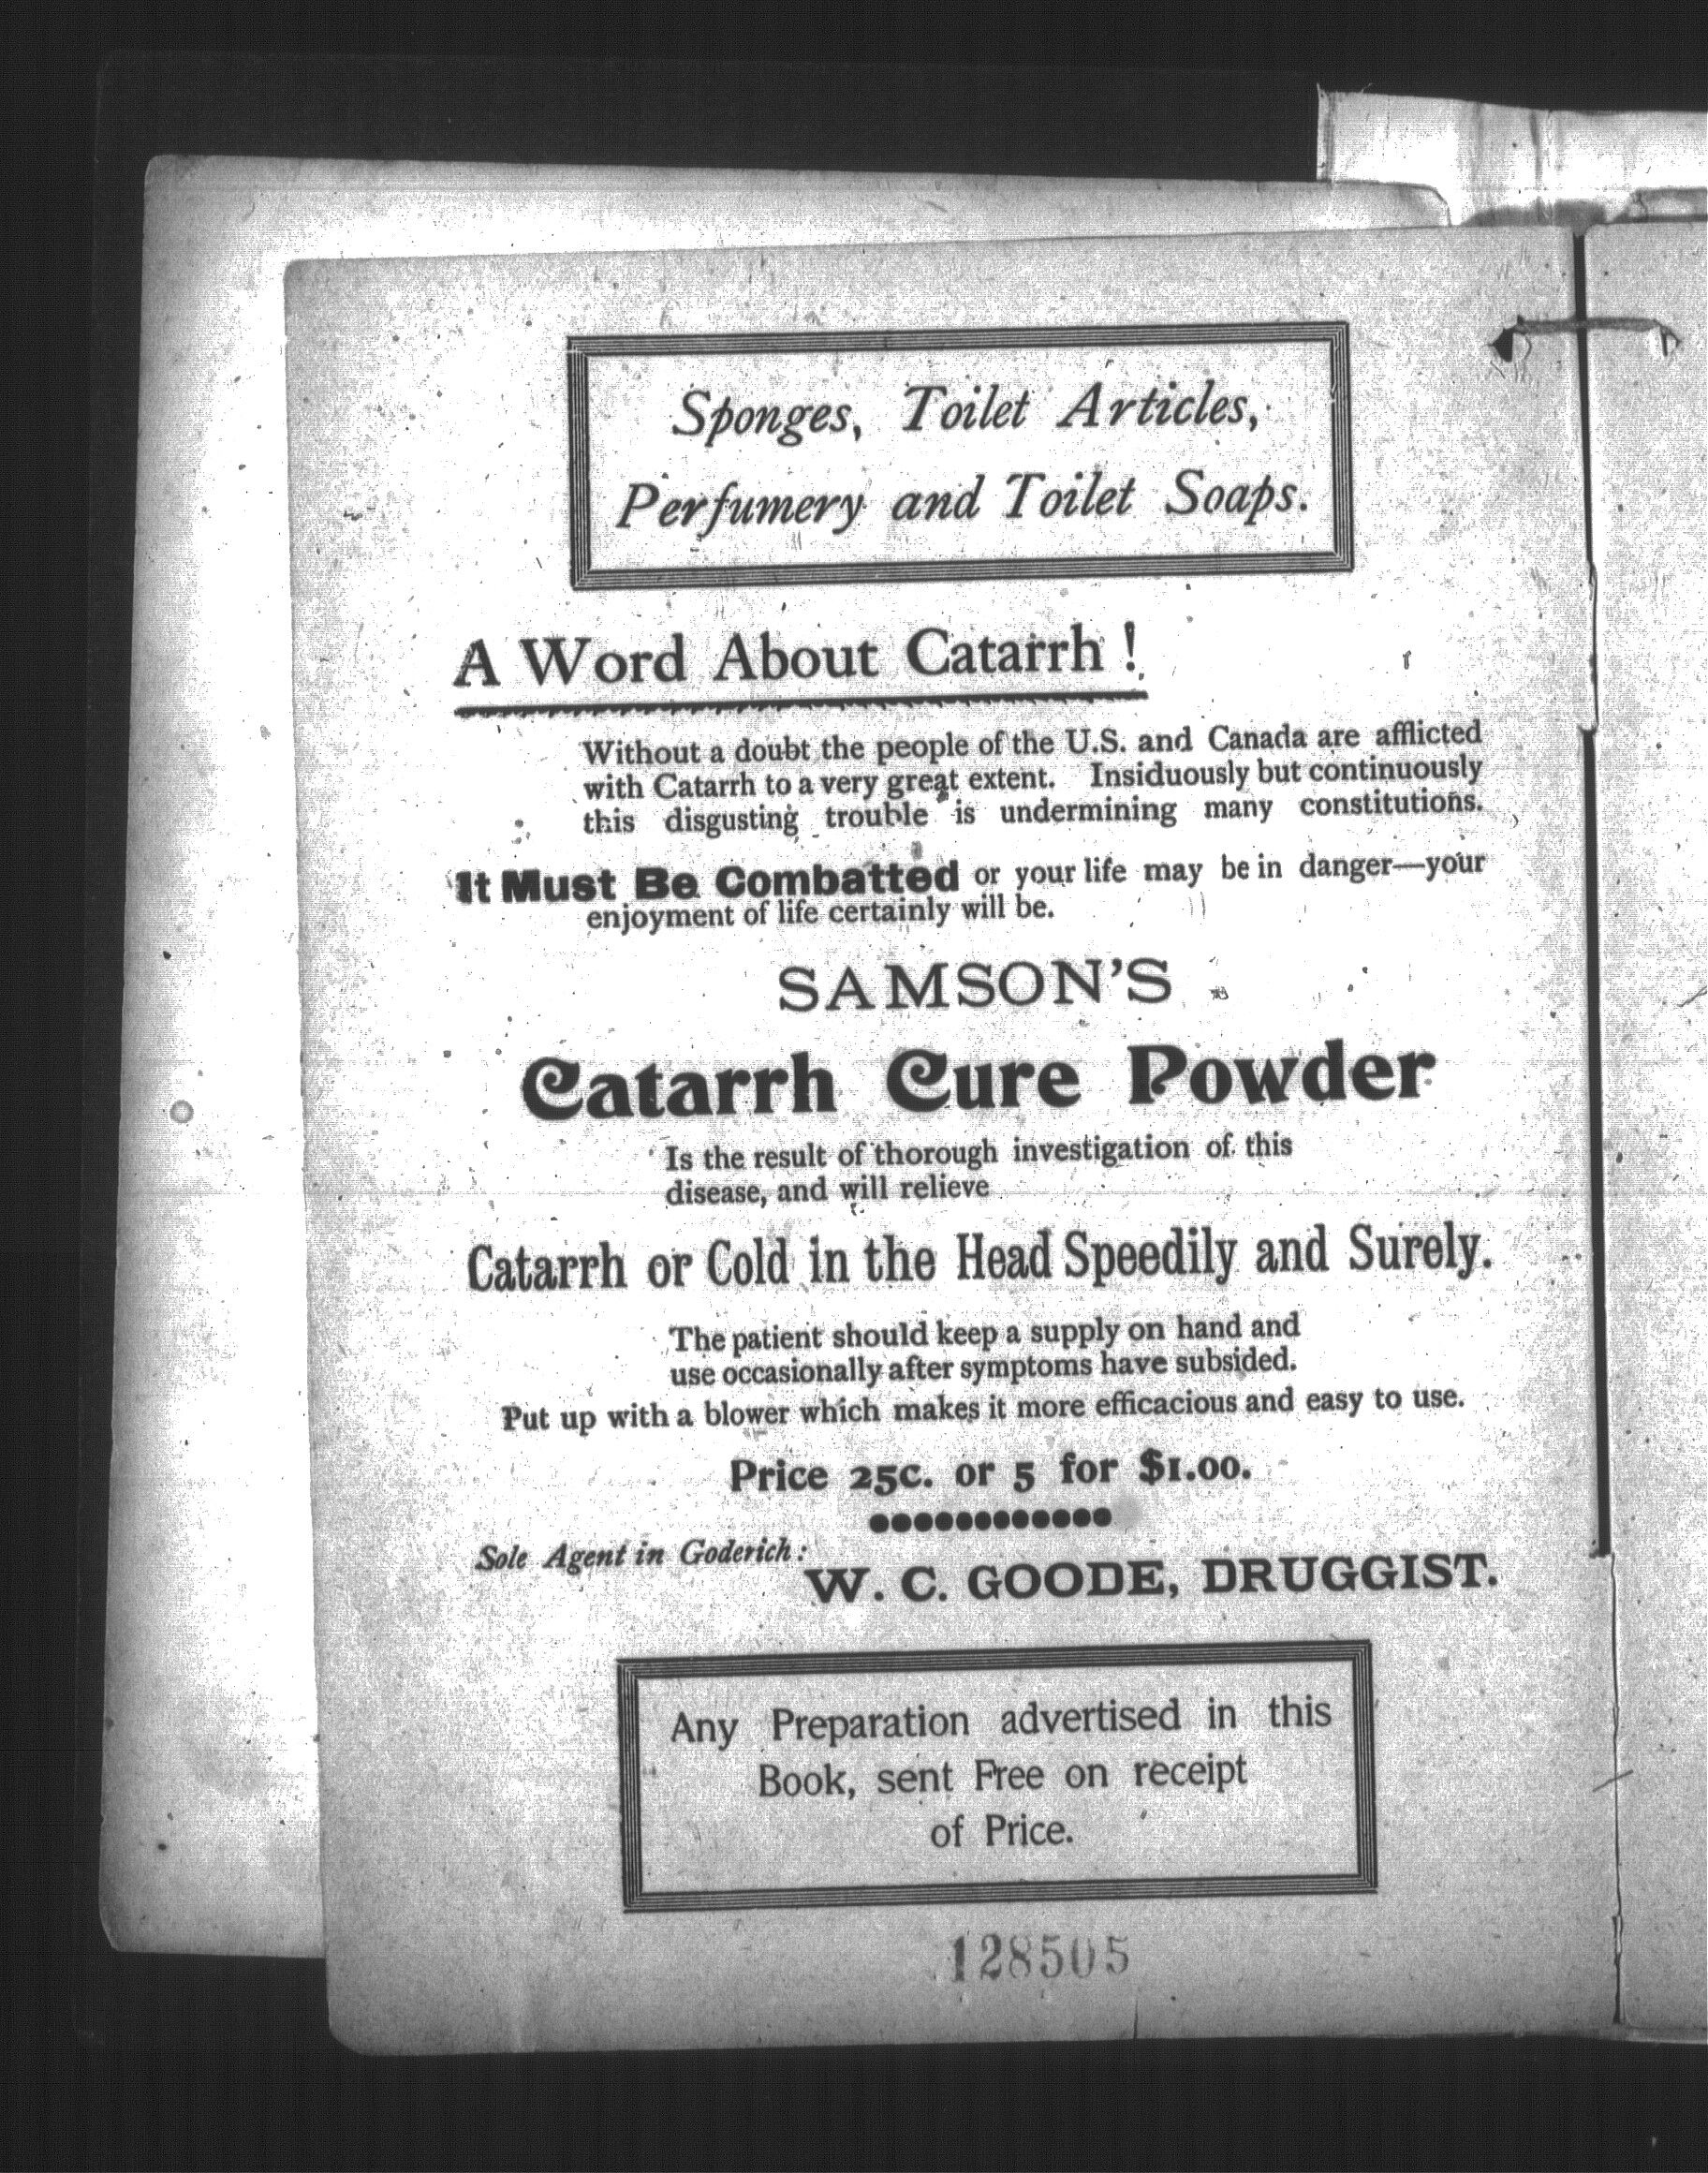 Sponges, Toilet Articles,
Perfumery and Toilet Soaps.
A Word About Catarrh !
Without a doubt the people of the U.S. and Canada are afflicted
with Catarrh to a very great extent. Insiduously but continuously
this disgusting trouble is undermining many constitutions.
It Must Be Combatted or your life may be in danger—your
enjoyment of life certainly will be.
SAMSON'S
Catarrh Cure Powder
Is the result of thorough investigation of this
disease, and will relieve
Catarrh or Cold in the Head Speedily and Surely.
The patient should keep a supply on hand and
use occasionally after symptoms have subsided.
Put up with a blower which makes it more efficacious and easy to use.
Price 25c. or 5 for $1.00.
Sole Agent in Goderich:
W. C. GOODE, DRUGGIST.
Any Preparation advertised in this
Book, sent Free on receipt
of Price.
128505